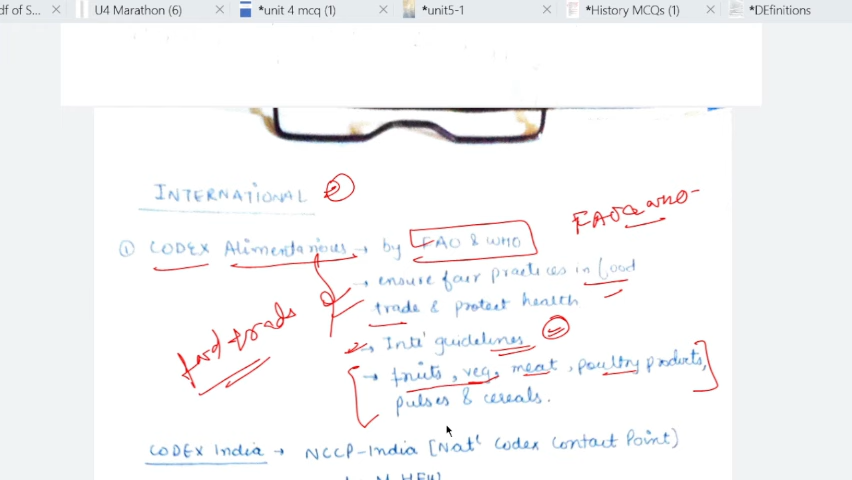 df of S...
U4 Marathon (6)
*unit 4 mcq (1)
*unit5-1
*History MCQs (1)
*DEfinitions
INTERNATIONAL
FAO & WHO
① CODEX Alimentarious → by FAO & WHO
→ ensure fair practices in food
trade & protect health
food trade
→ Intl guidelines
→ fruits, veg, meat, poultry products,
pulses & cereals.
CODEX India → NCCP-India [Natl Codex Contact Point)